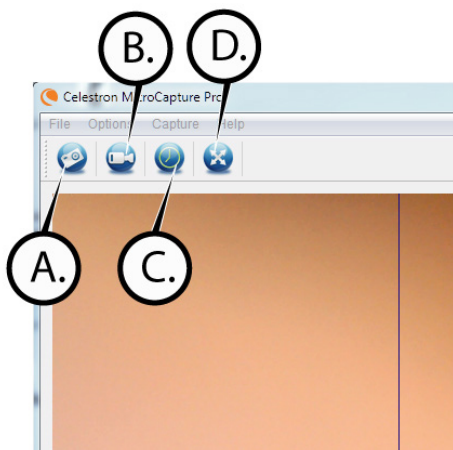 B. D.
Celestron MicroCapture Pro
File Options Capture Help
A. C.